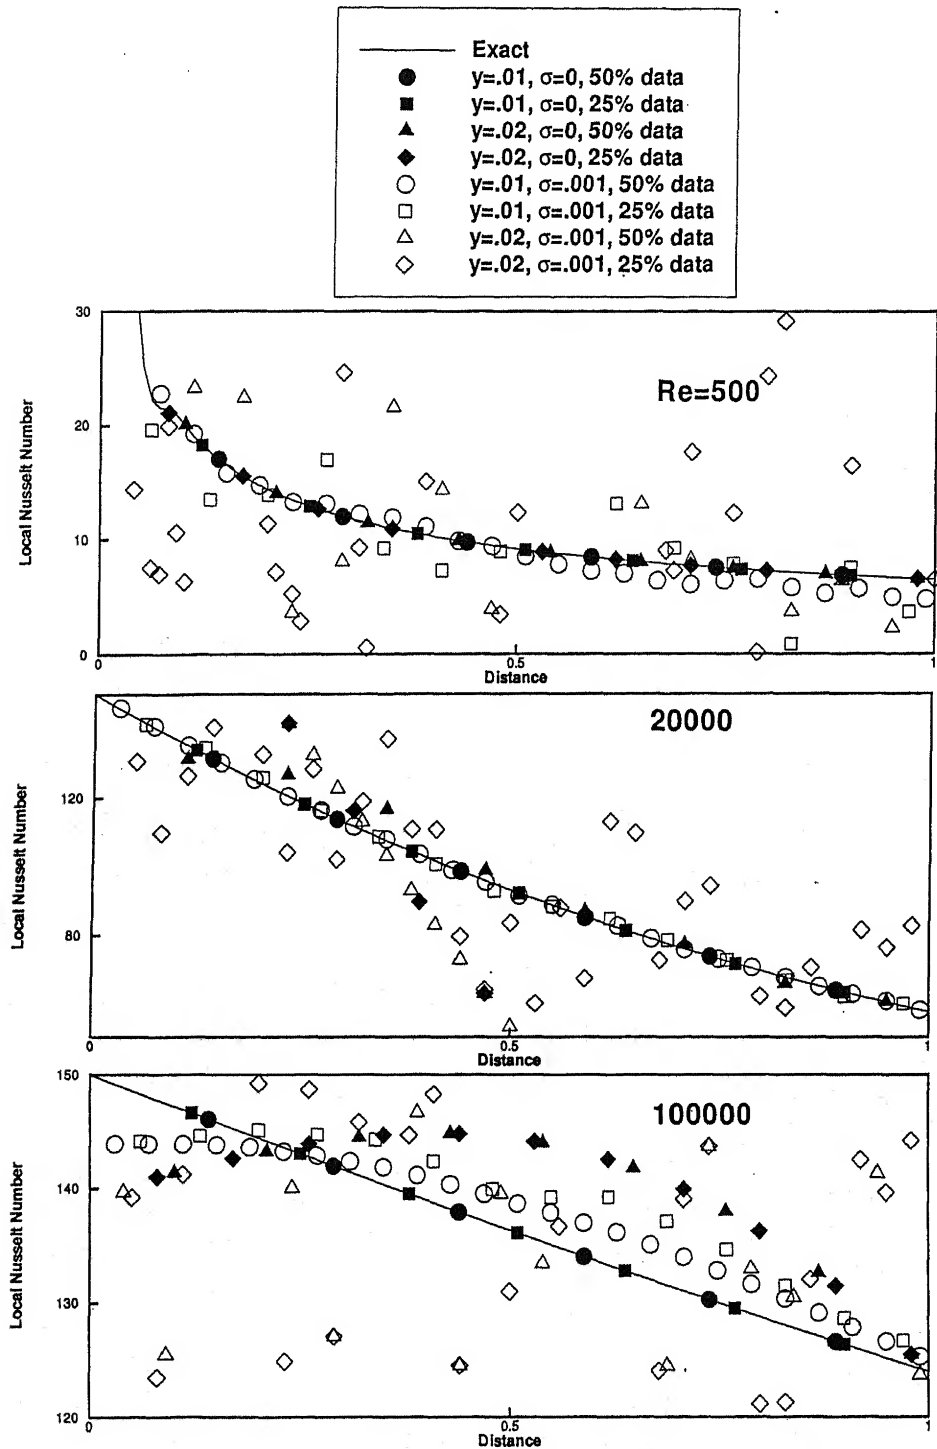 Exact
y=.01, σ=0, 50% data
y=.01, σ=0, 25% data
y=.02, σ=0, 50% data
y=.02, σ=0, 25% data
y=.01, σ=.001, 50% data
y=.01, σ=.001, 25% data
y=.02, σ=.001, 50% data
y=.02, σ=.001, 25% data
30
Re=500
20
Local Nusselt Number
10
0
0 0.5 1
Distance
20000
120
Local Nusselt Number
80
0 0.5 1
Distance
150
100000
140
Local Nusselt Number
130
120
0 0.5 1
Distance